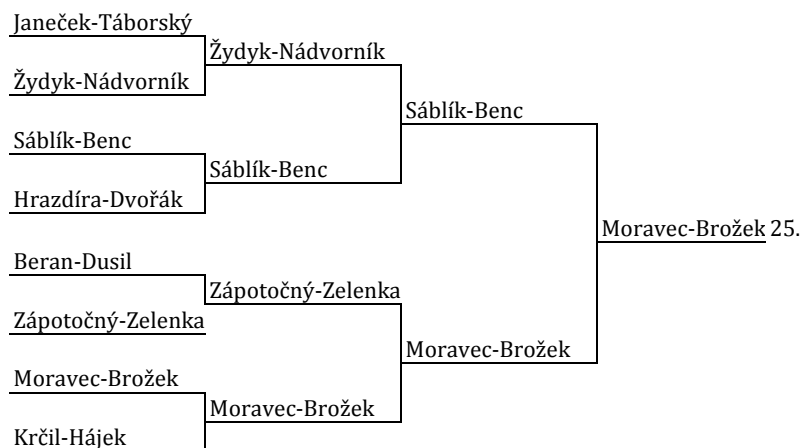 Janeček-Táborský
Žydyk-Nádvorník
Žydyk-Nádvorník
Sáblík-Benc
Sáblík-Benc
Sáblík-Benc
Hrazdíra-Dvořák
Moravec-Brožek 25.
Beran-Dusil
Zápotočný-Zelenka
Zápotočný-Zelenka
Moravec-Brožek
Moravec-Brožek
Moravec-Brožek
Krčil-Hájek